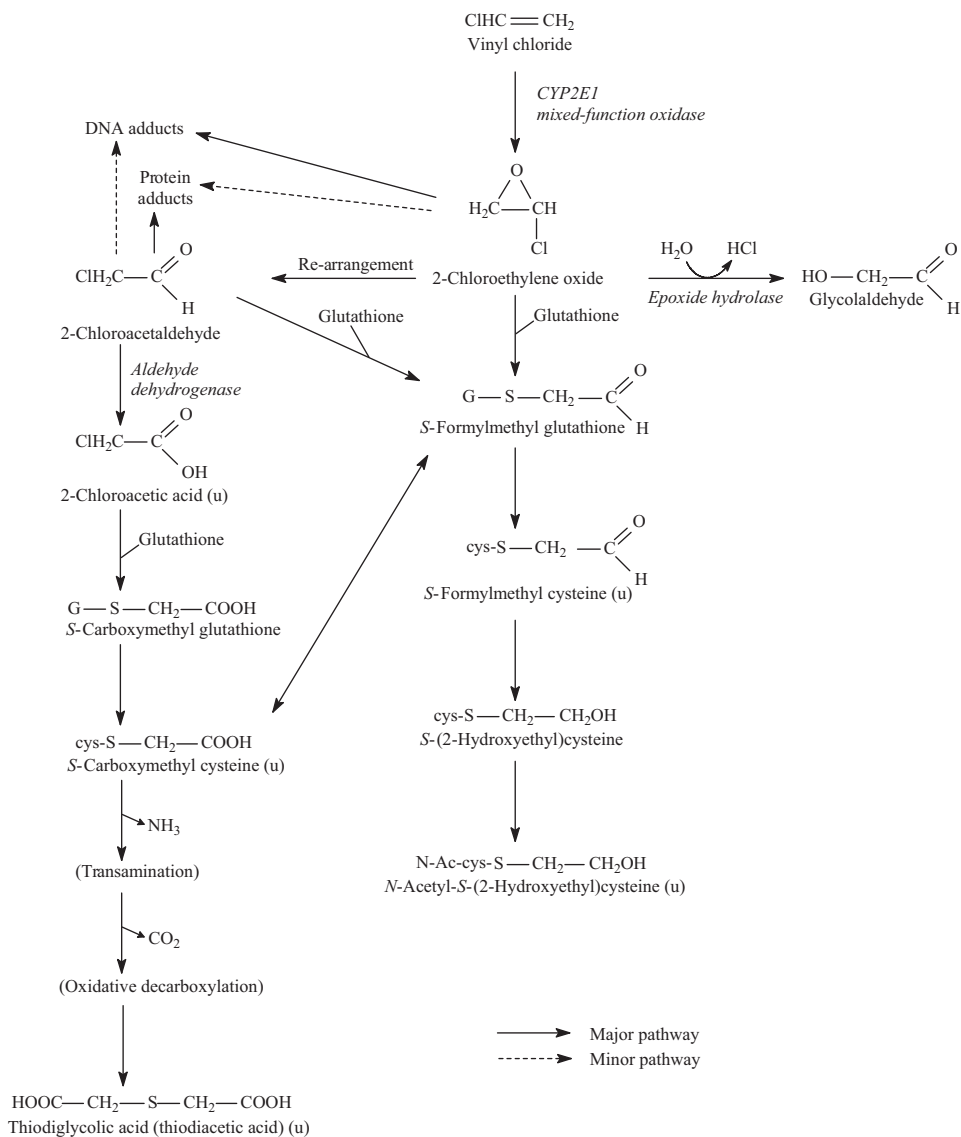 ClHC=CH₂
Vinyl chloride
CYP2E1
mixed-function oxidase
DNA adducts
Protein
adducts
O
H₂C CH
Cl
2-Chloroethylene oxide
Re-arrangement
H₂O HCl
Epoxide hydrolase
O
HO—CH₂—C
H
Glycolaldehyde
O
ClH₂C—C
H
2-Chloroacetaldehyde
Glutathione
Glutathione
Aldehyde
dehydrogenase
O
G—S—CH₂—C
H
S-Formylmethyl glutathione
O
ClH₂C—C
OH
2-Chloroacetic acid (u)
Glutathione
O
cys-S—CH₂—C
H
S-Formylmethyl cysteine (u)
G—S—CH₂—COOH
S-Carboxymethyl glutathione
cys-S—CH₂—CH₂OH
S-(2-Hydroxyethyl)cysteine
cys-S—CH₂—COOH
S-Carboxymethyl cysteine (u)
NH₃
(Transamination)
N-Ac-cys-S—CH₂—CH₂OH
N-Acetyl-S-(2-Hydroxyethyl)cysteine (u)
CO₂
(Oxidative decarboxylation)
Major pathway
Minor pathway
HOOC—CH₂—S—CH₂—COOH
Thiodiglycolic acid (thiodiacetic acid) (u)